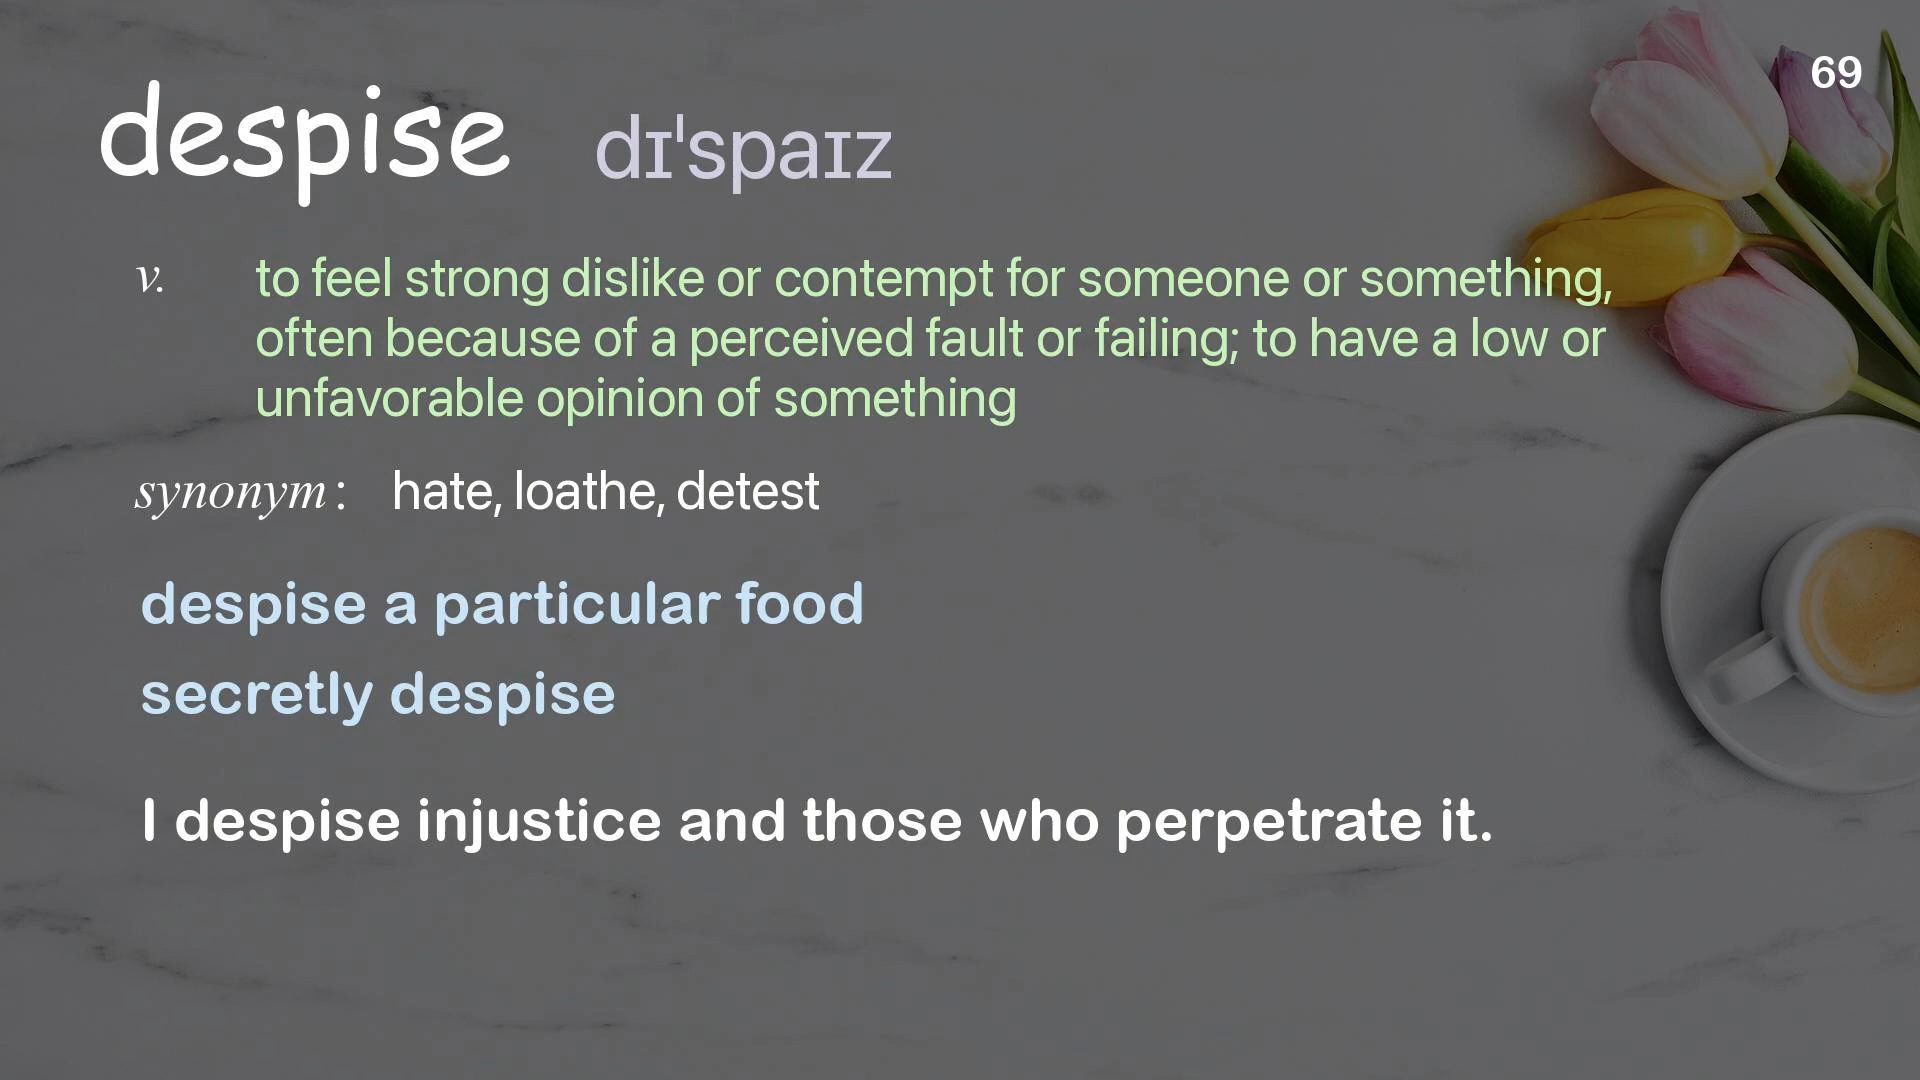 69
despise dɪˈspaɪz
v. to feel strong dislike or contempt for someone or something,
often because of a perceived fault or failing; to have a low or
unfavorable opinion of something
synonym : hate, loathe, detest
despise a particular food
secretly despise
I despise injustice and those who perpetrate it.